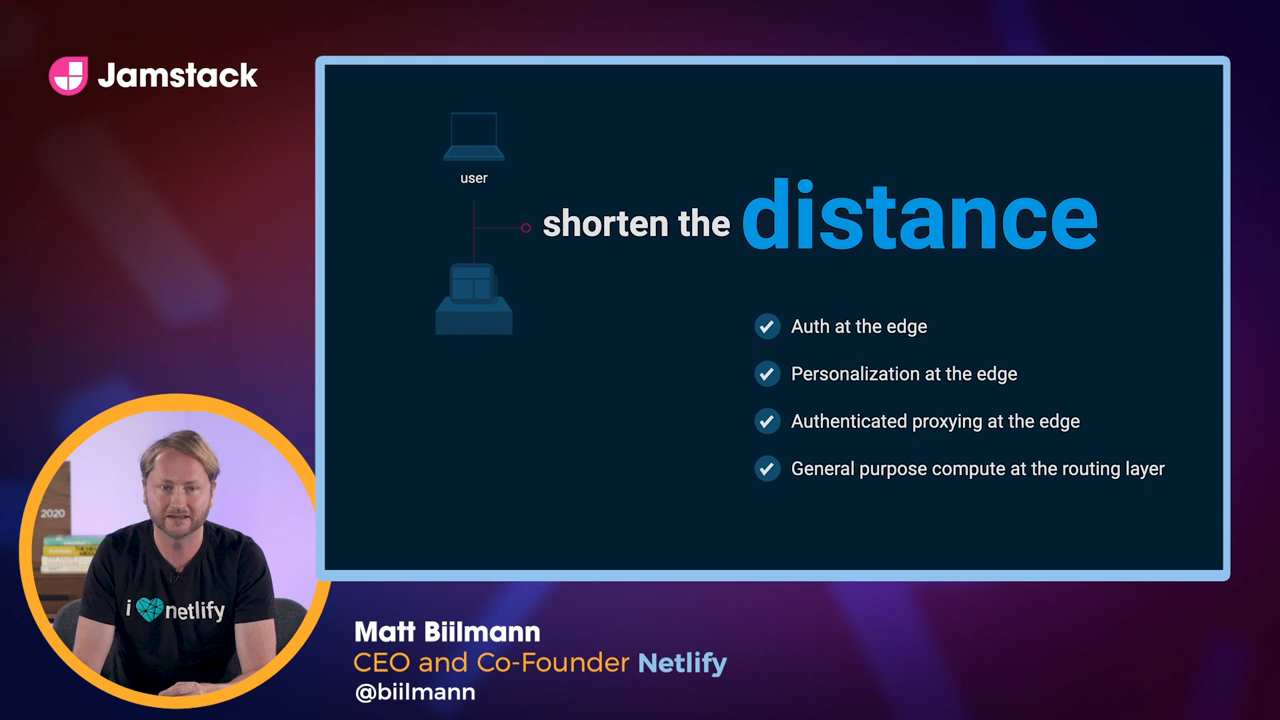 Jamstack
user
shorten the distance
Auth at the edge
Personalization at the edge
Authenticated proxying at the edge
General purpose compute at the routing layer
2020
i netlify
Matt Biilmann
CEO and Co-Founder Netlify
@biilmann